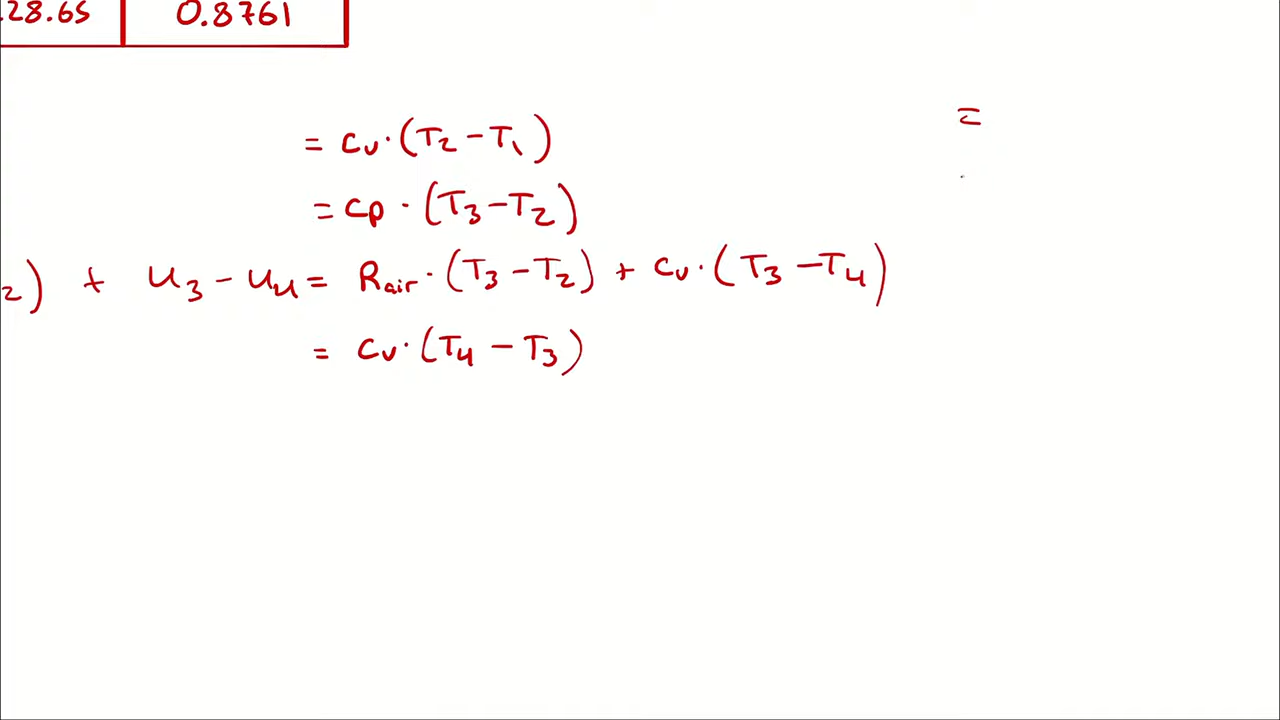 .28.65 0.8761
=
= cv·(T2−T1)
= cp·(T3−T2)
2) + u3−u4 = Rair·(T3−T2) + cv·(T3−T4)
= cv·(T4−T3)